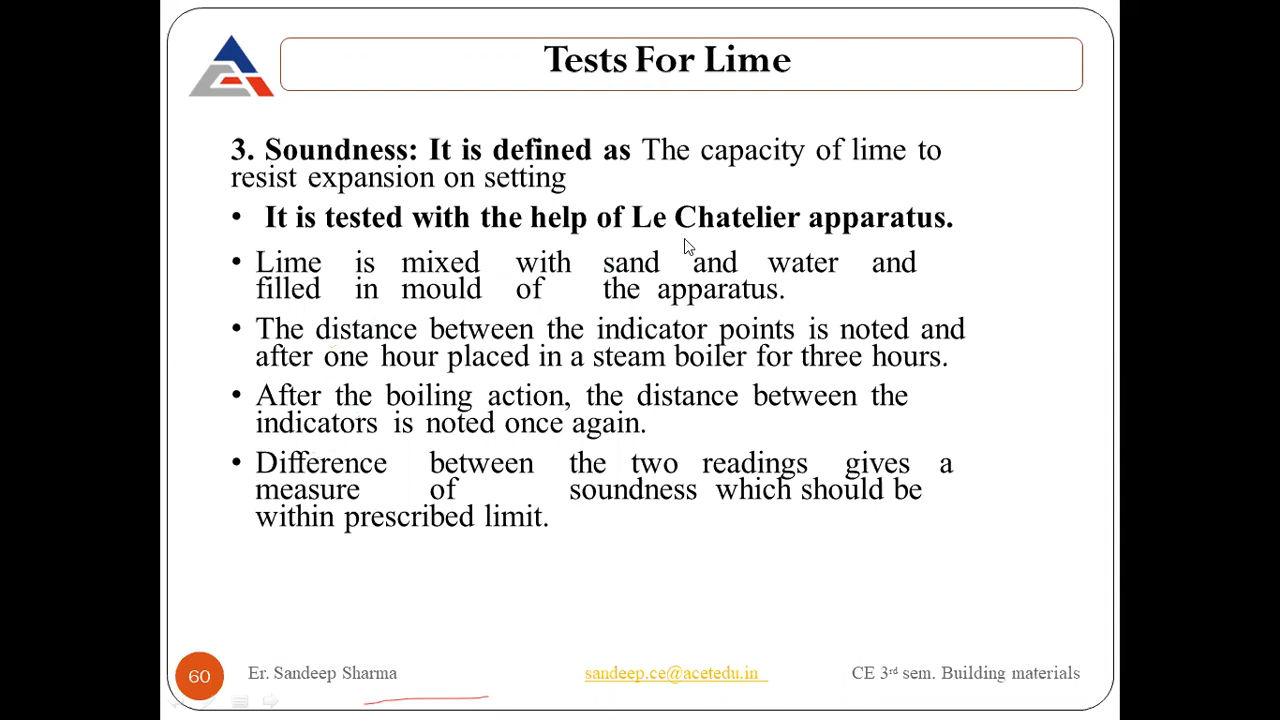 Tests For Lime
3. Soundness: It is defined as The capacity of lime to
resist expansion on setting
• It is tested with the help of Le Chatelier apparatus.
• Lime is mixed with sand and water and
filled in mould of the apparatus.
• The distance between the indicator points is noted and
after one hour placed in a steam boiler for three hours.
• After the boiling action, the distance between the
indicators is noted once again.
• Difference between the two readings gives a
measure of soundness which should be
within prescribed limit.
60 Er. Sandeep Sharma sandeep.ce@acetedu.in CE 3rd sem. Building materials